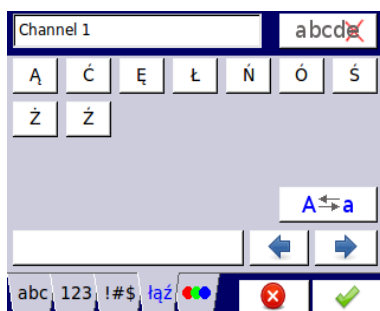 Channel 1 abcde
Ą Ć Ę Ł Ń Ó Ś
Ż Ź
A a
abc 123 !#$ łąź